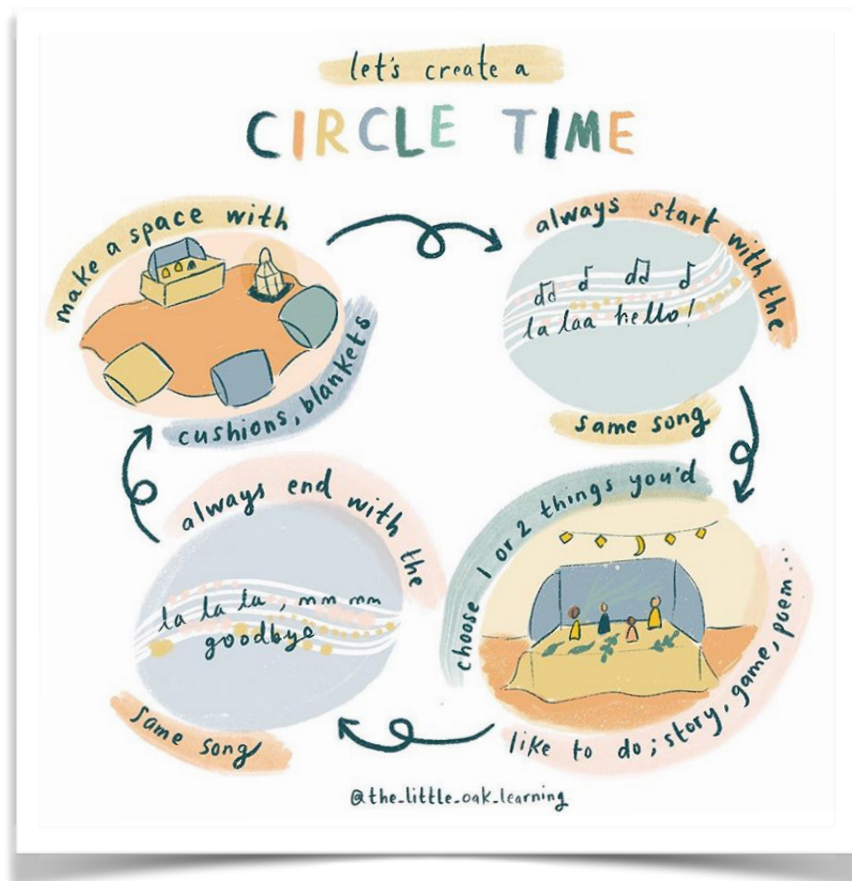 let's create a
CIRCLE TIME
make a space with
cushions, blankets
always start with the
la laa hello!
same song
choose 1 or 2 things you'd
like to do; story, game, poem...
always end with the
la la la, mm mm
goodbye
same song
@the_little_oak_learning